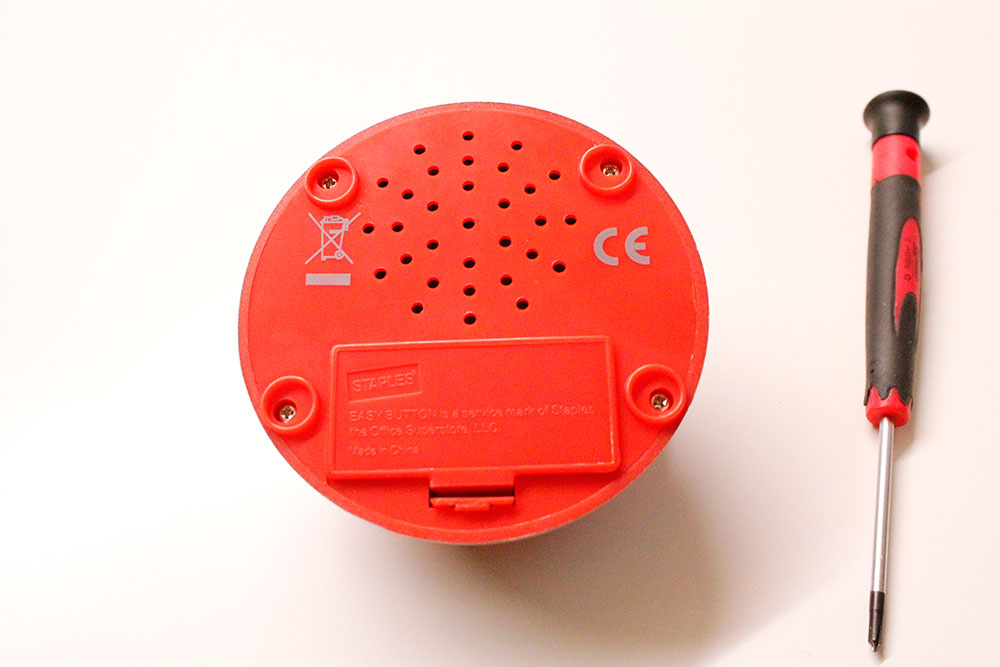 CE
STAPLES
EASY BUTTON is a service mark of Staples
the Office Superstore, LLC.
Made in China